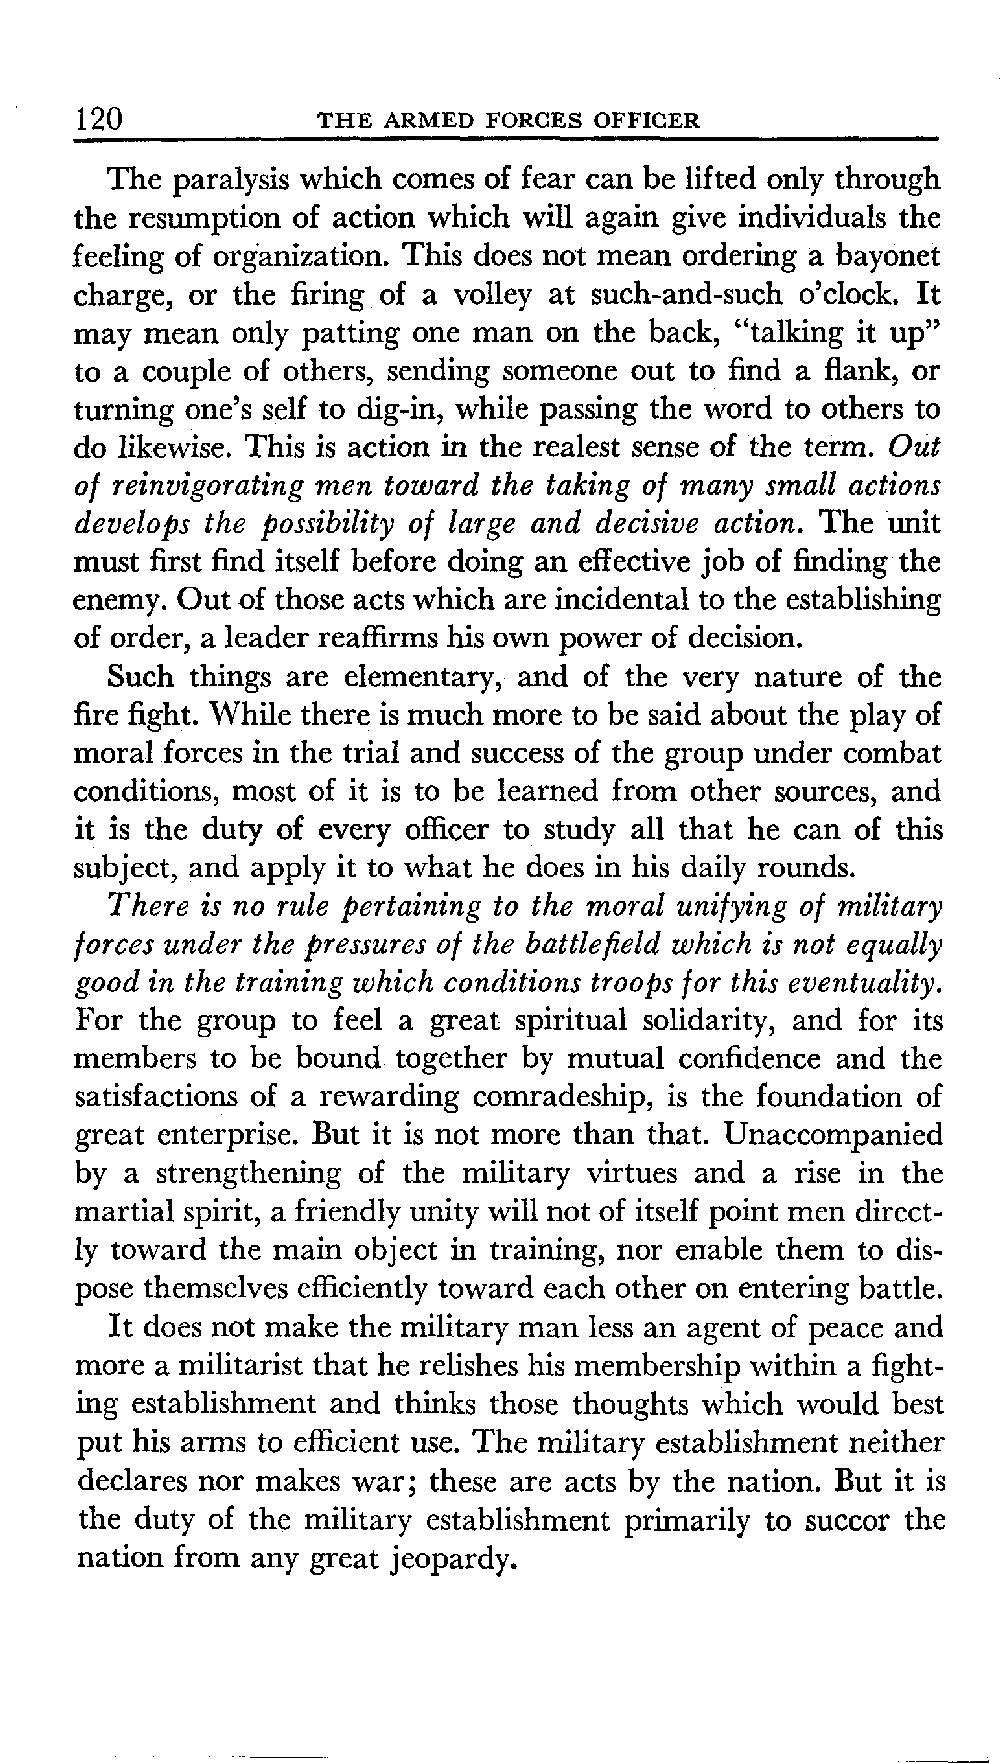 120 THE ARMED FORCES OFFICER
The paralysis which comes of fear can be lifted only through
the resumption of action which will again give individuals the
feeling of organization. This does not mean ordering a bayonet
charge, or the firing of a volley at such-and-such o'clock. It
may mean only patting one man on the back, "talking it up"
to a couple of others, sending someone out to find a flank, or
turning one's self to dig-in, while passing the word to others to
do likewise. This is action in the realest sense of the term. Out
of reinvigorating men toward the taking of many small actions
develops the possibility of large and decisive action. The unit
must first find itself before doing an effective job of finding the
enemy. Out of those acts which are incidental to the establishing
of order, a leader reaffirms his own power of decision.
Such things are elementary, and of the very nature of the
fire fight. While there is much more to be said about the play of
moral forces in the trial and success of the group under combat
conditions, most of it is to be learned from other sources, and
it is the duty of every officer to study all that he can of this
subject, and apply it to what he does in his daily rounds.
There is no rule pertaining to the moral unifying of military
forces under the pressures of the battlefield which is not equally
good in the training which conditions troops for this eventuality.
For the group to feel a great spiritual solidarity, and for its
members to be bound together by mutual confidence and the
satisfactions of a rewarding comradeship, is the foundation of
great enterprise. But it is not more than that. Unaccompanied
by a strengthening of the military virtues and a rise in the
martial spirit, a friendly unity will not of itself point men direct-
ly toward the main object in training, nor enable them to dis-
pose themselves efficiently toward each other on entering battle.
It does not make the military man less an agent of peace and
more a militarist that he relishes his membership within a fight-
ing establishment and thinks those thoughts which would best
put his arms to efficient use. The military establishment neither
declares nor makes war; these are acts by the nation. But it is
the duty of the military establishment primarily to succor the
nation from any great jeopardy.